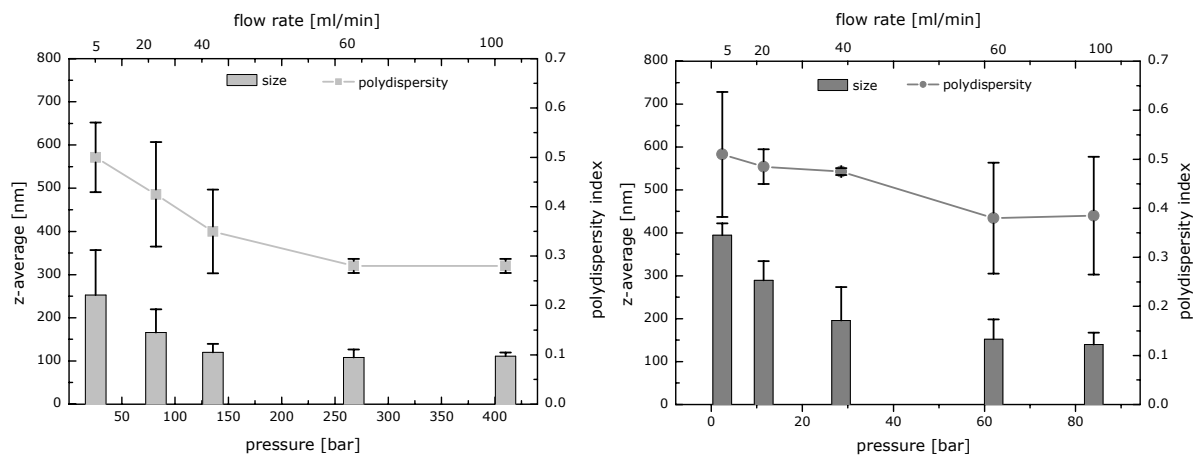 flow rate [ml/min]
5 20 40 60 100
800
700
600
500
400
300
200
100
0
z-average [nm]
size
polydispersity
0.7
0.6
0.5
0.4
0.3
0.2
0.1
0.0
polydispersity index
50 100 150 200 250 300 350 400
pressure [bar]
flow rate [ml/min]
5 20 40 60 100
800
700
600
500
400
300
200
100
0
z-average [nm]
size
polydispersity
0.7
0.6
0.5
0.4
0.3
0.2
0.1
0.0
polydispersity index
0 20 40 60 80
pressure [bar]